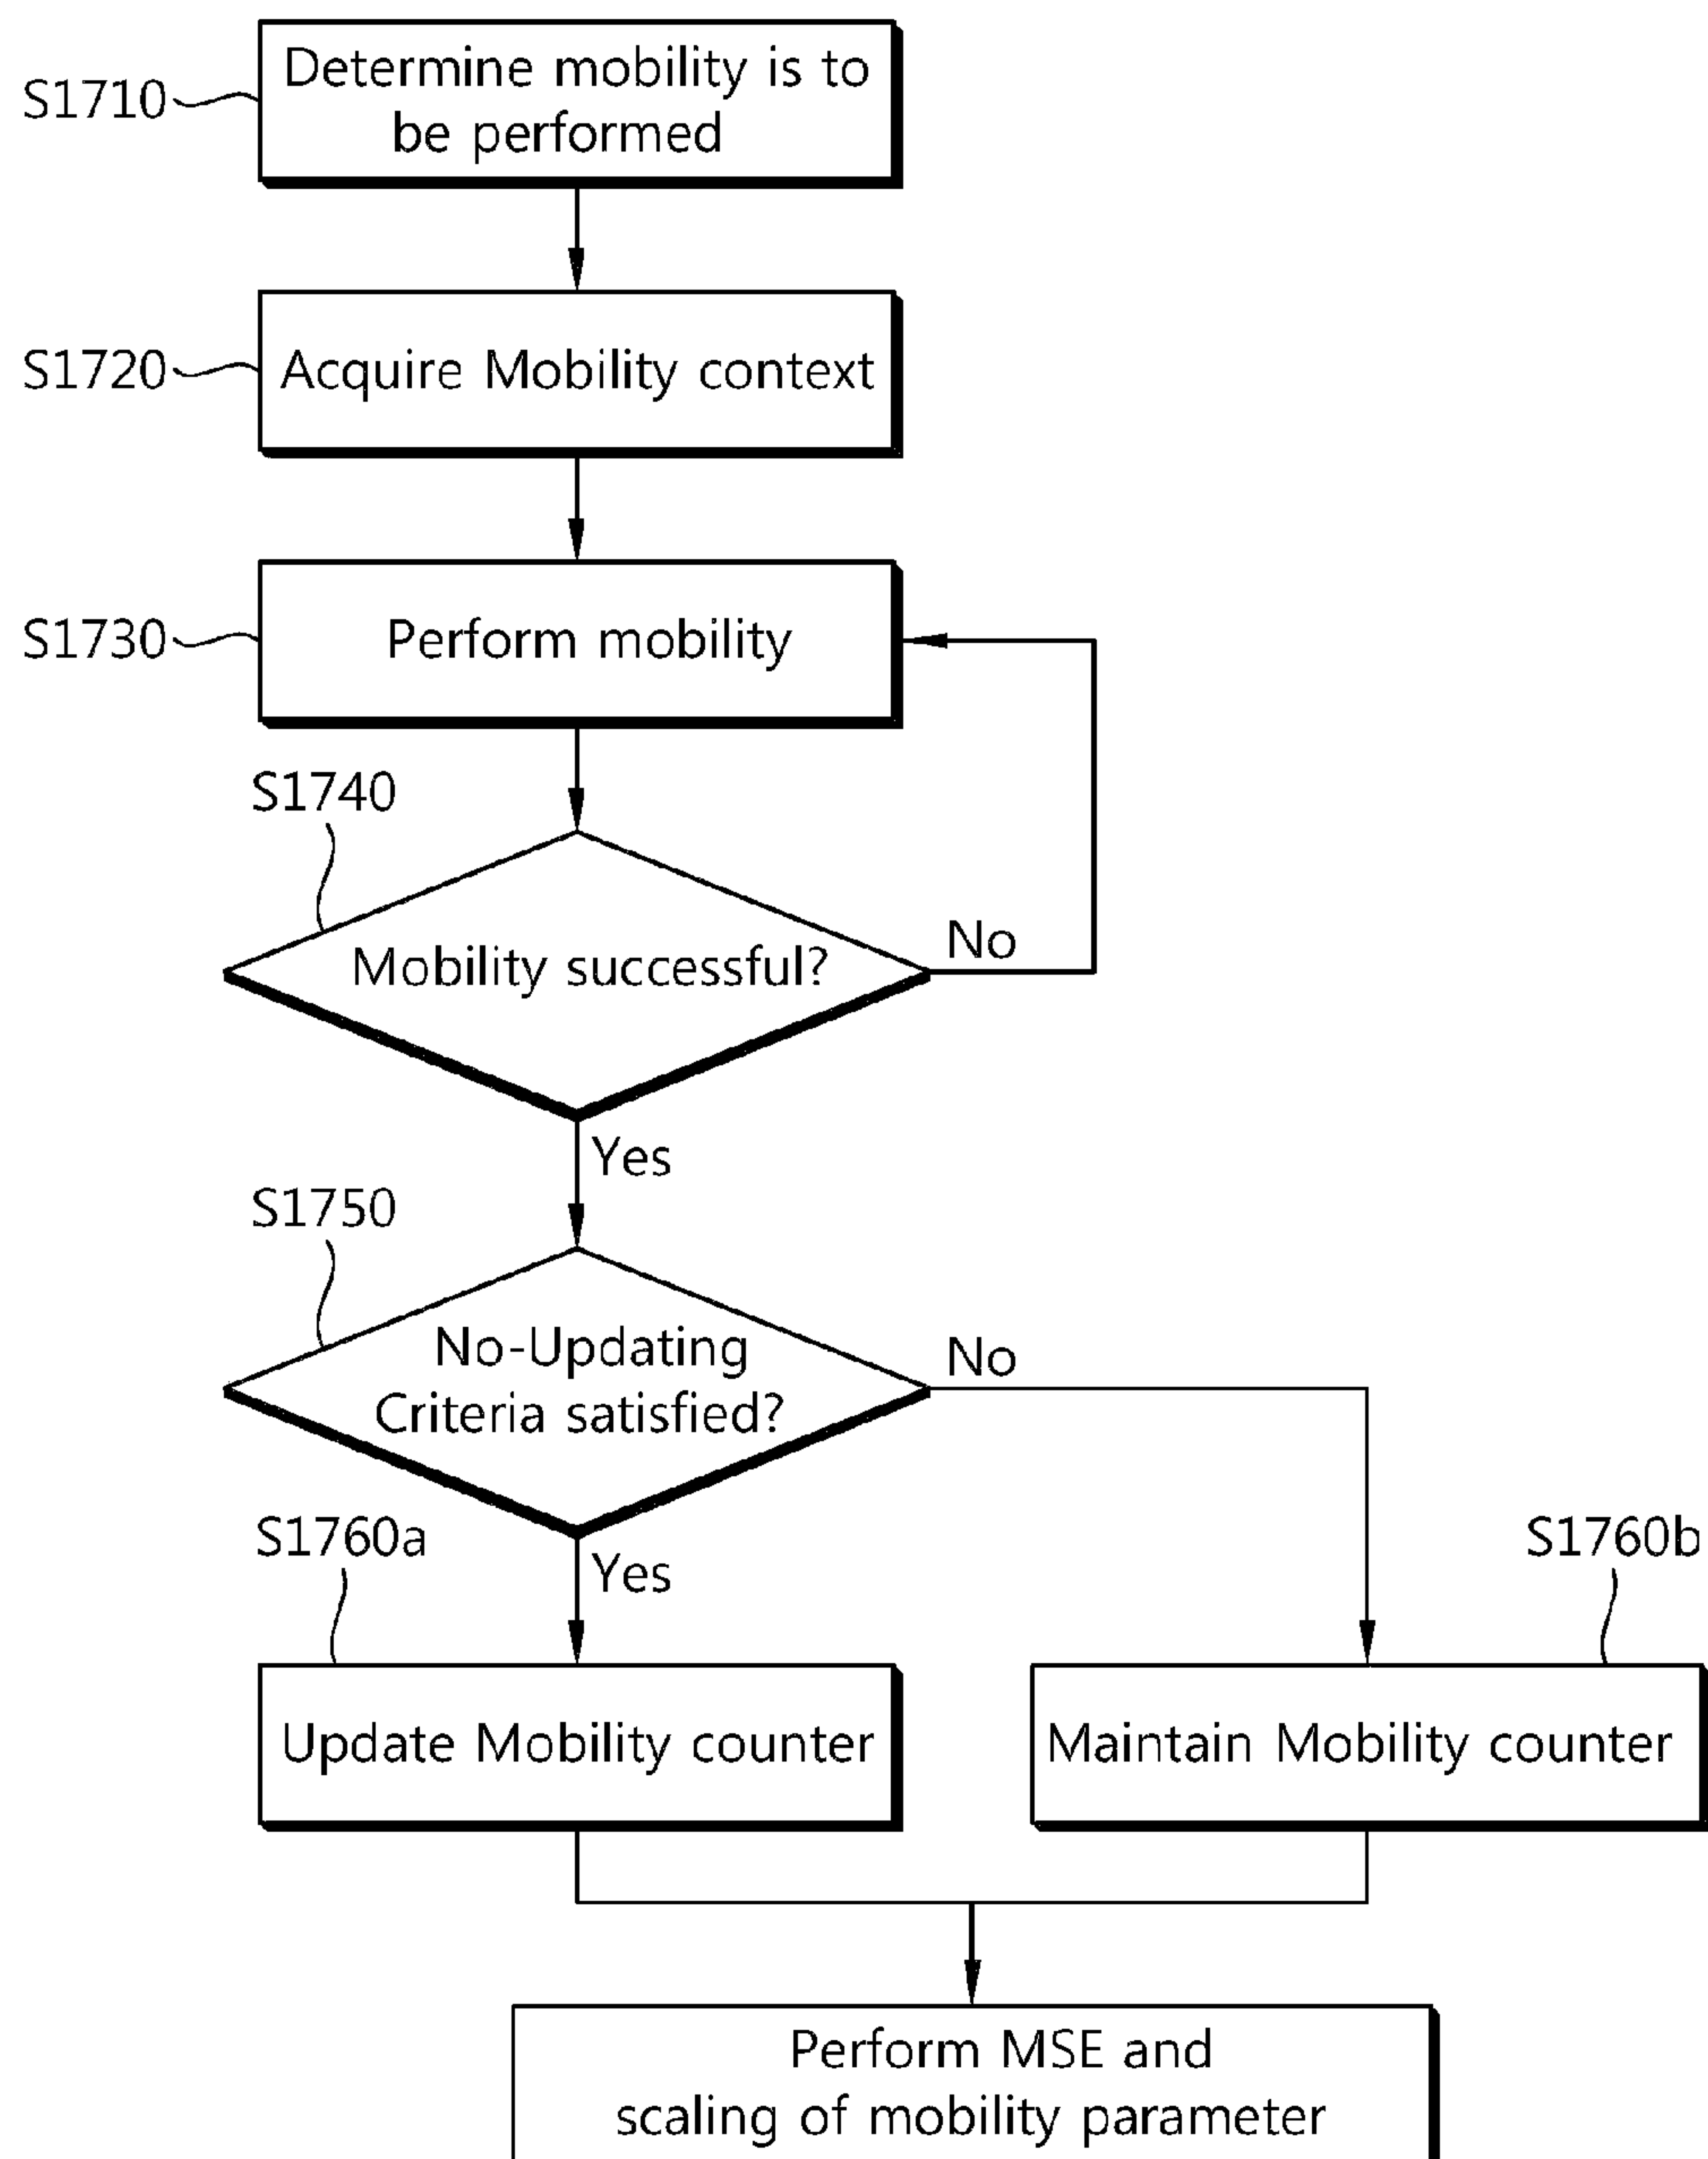 S1710
Determine mobility is to
be performed
S1720
Acquire Mobility context
S1730
Perform mobility
S1740
Mobility successful?
No
Yes
S1750
No-Updating
Criteria satisfied?
No
Yes
S1760a
S1760b
Update Mobility counter
Maintain Mobility counter
Perform MSE and
scaling of mobility parameter